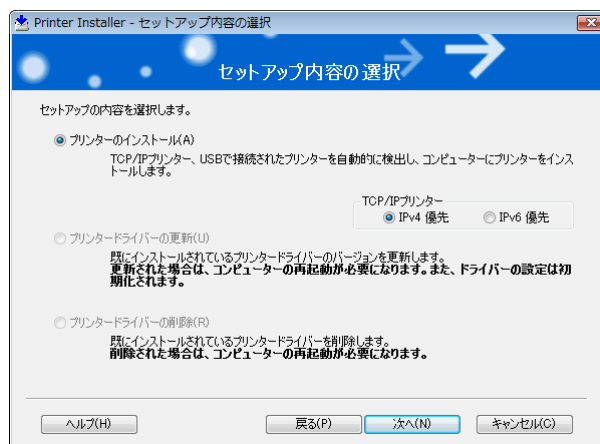 Printer Installer - セットアップ内容の選択
セットアップ内容の選択
セットアップの内容を選択します。
プリンターのインストール(A)
TCP/IPプリンター、USBで接続されたプリンターを自動的に検出し、コンピューターにプリンターをインス
トールします。
TCP/IPプリンター
IPv4 優先
IPv6 優先
プリンタードライバーの更新(U)
既にインストールされているプリンタードライバーのバージョンを更新します。
更新された場合は、コンピューターの再起動が必要になります。また、ドライバーの設定は初
期化されます。
プリンタードライバーの削除(R)
既にインストールされているプリンタードライバーを削除します。
削除された場合は、コンピューターの再起動が必要になります。
ヘルプ(H)
戻る(P)
次へ(N)
キャンセル(C)